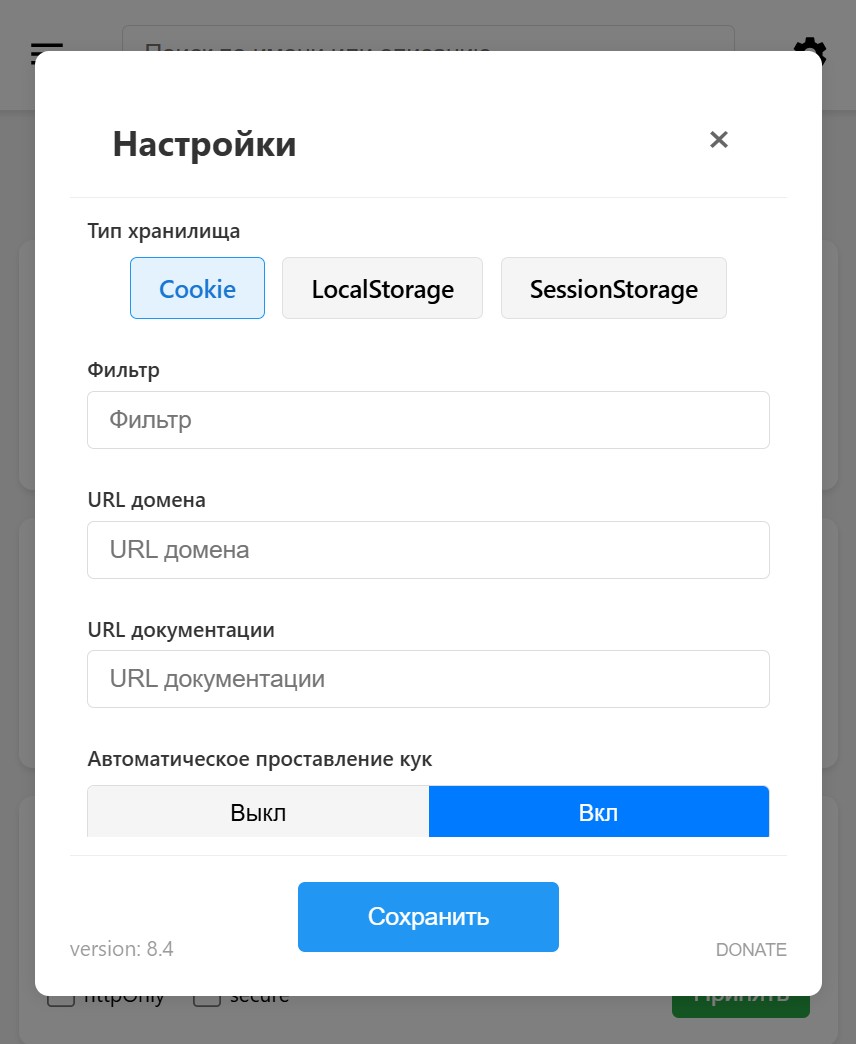 Поиск по имени или описанию
Настройки
Тип хранилища
Cookie LocalStorage SessionStorage
Фильтр
Фильтр
URL домена
URL домена
URL документации
URL документации
Автоматическое проставление кук
Выкл Вкл
Сохранить
version: 8.4 DONATE
httpOnly secure Принять